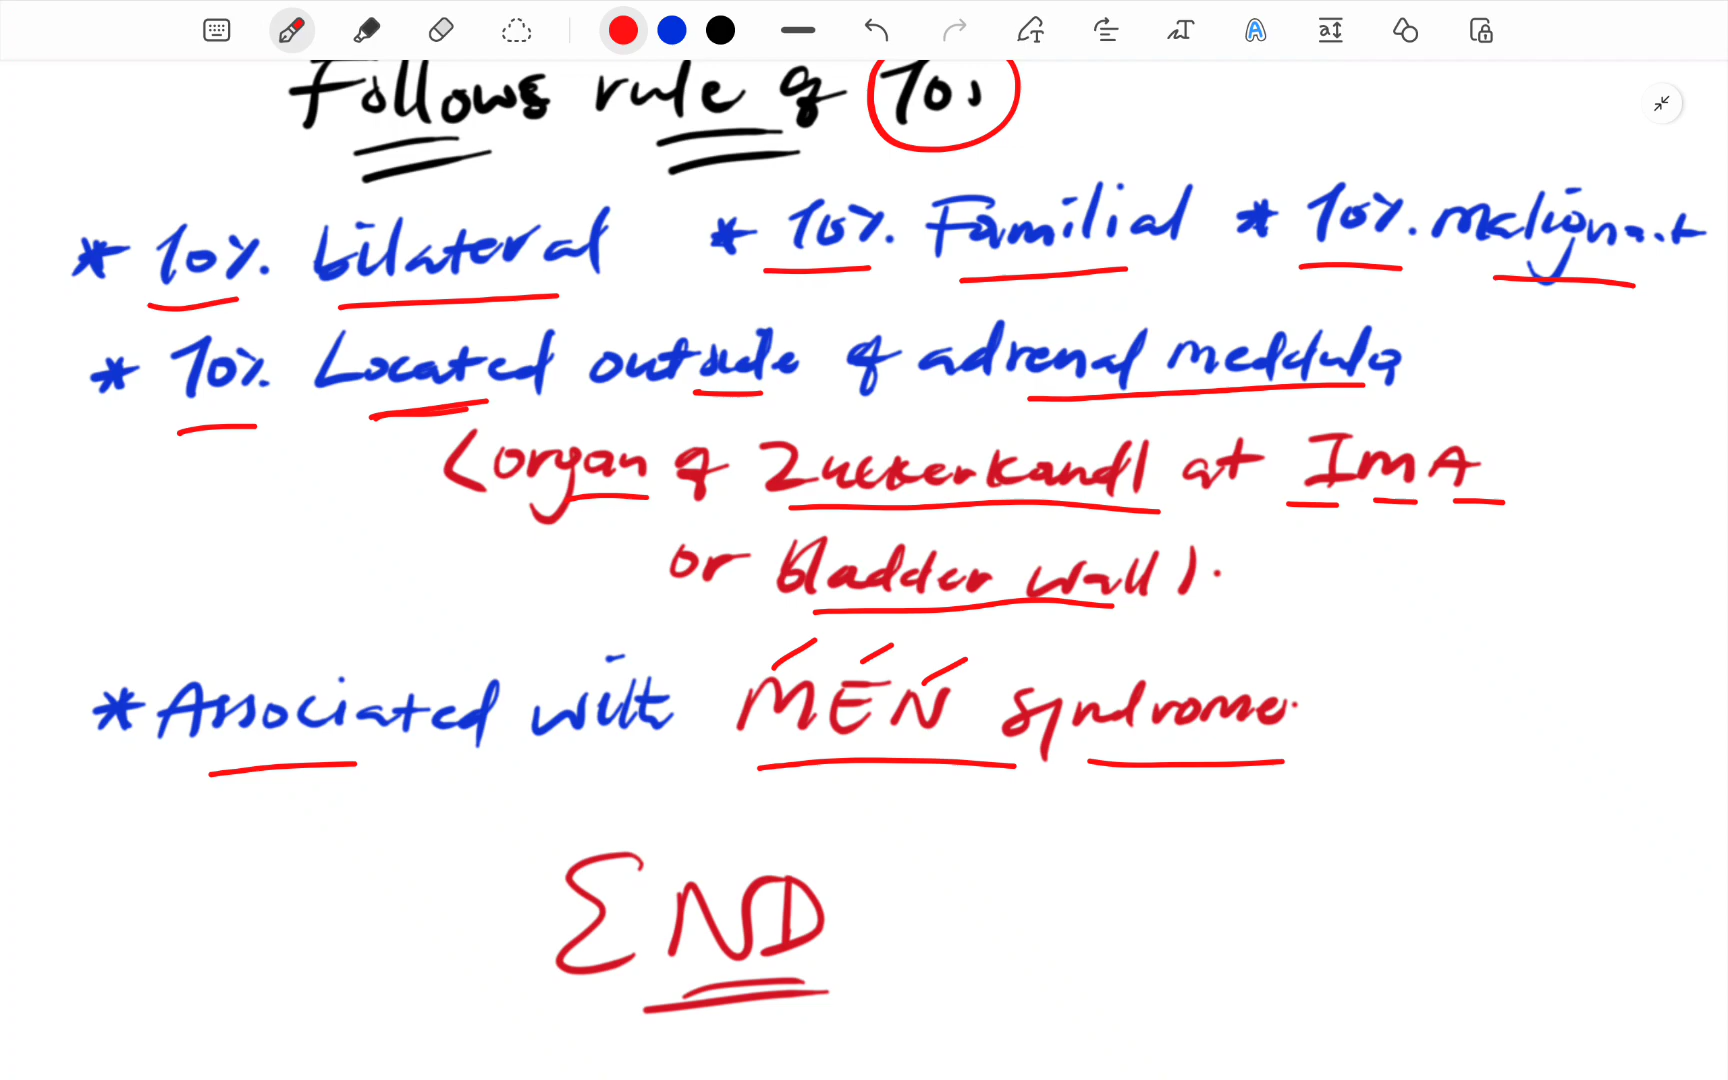 Follows rule of 10s
* 10%. bilateral * 10%. Familial * 10%. malignant
* 10%. Located outside of adrenal meddula
(organ of Zuckerkandl at IMA
or bladder wall).
* Associated with MEN syndrome.
END